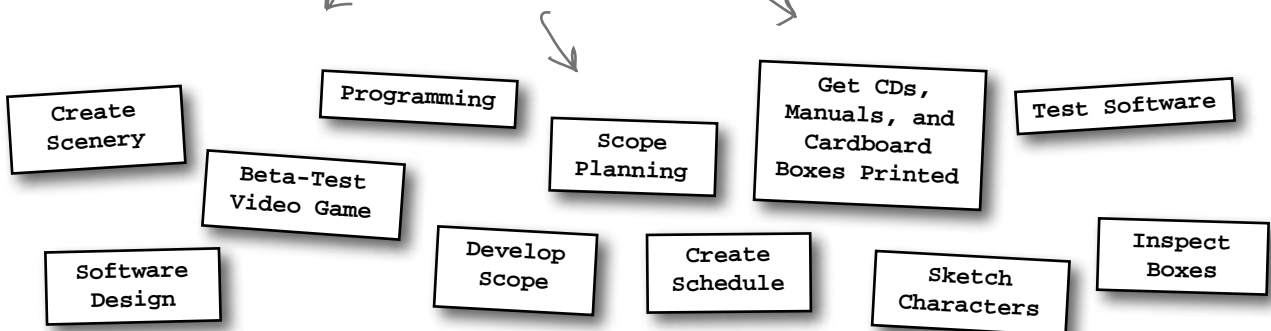 Create
Scenery
Programming
Scope
Planning
Get CDs,
Manuals, and
Cardboard
Boxes Printed
Test Software
Beta-Test
Video Game
Software
Design
Develop
Scope
Create
Schedule
Sketch
Characters
Inspect
Boxes